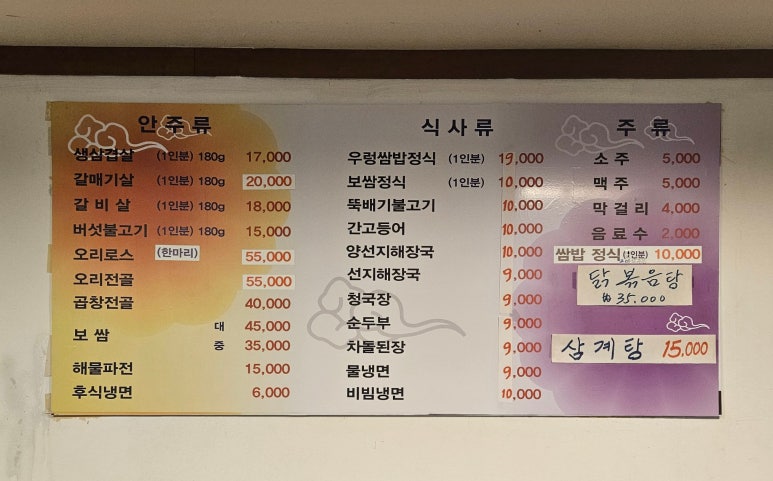 안주류
생삼겹살 (1인분) 180g 17,000
갈매기살 (1인분) 180g 20,000
갈비살 (1인분) 180g 18,000
버섯불고기 (1인분) 180g 15,000
오리로스 (한마리) 55,000
오리전골 55,000
곱창전골 40,000
보쌈 대 45,000
중 35,000
해물파전 15,000
후식냉면 6,000
식사류
우렁쌈밥정식 (1인분) 19,000
보쌈정식 (1인분) 10,000
뚝배기불고기 10,000
간고등어 10,000
양선지해장국 10,000
선지해장국 9,000
청국장 9,000
순두부 9,000
차돌된장 9,000
물냉면 9,000
비빔냉면 10,000
주류
소주 5,000
맥주 5,000
막걸리 4,000
음료수 2,000
쌈밥 정식 (1인분) 10,000
닭볶음탕
₩35.000
삼계탕 15.000